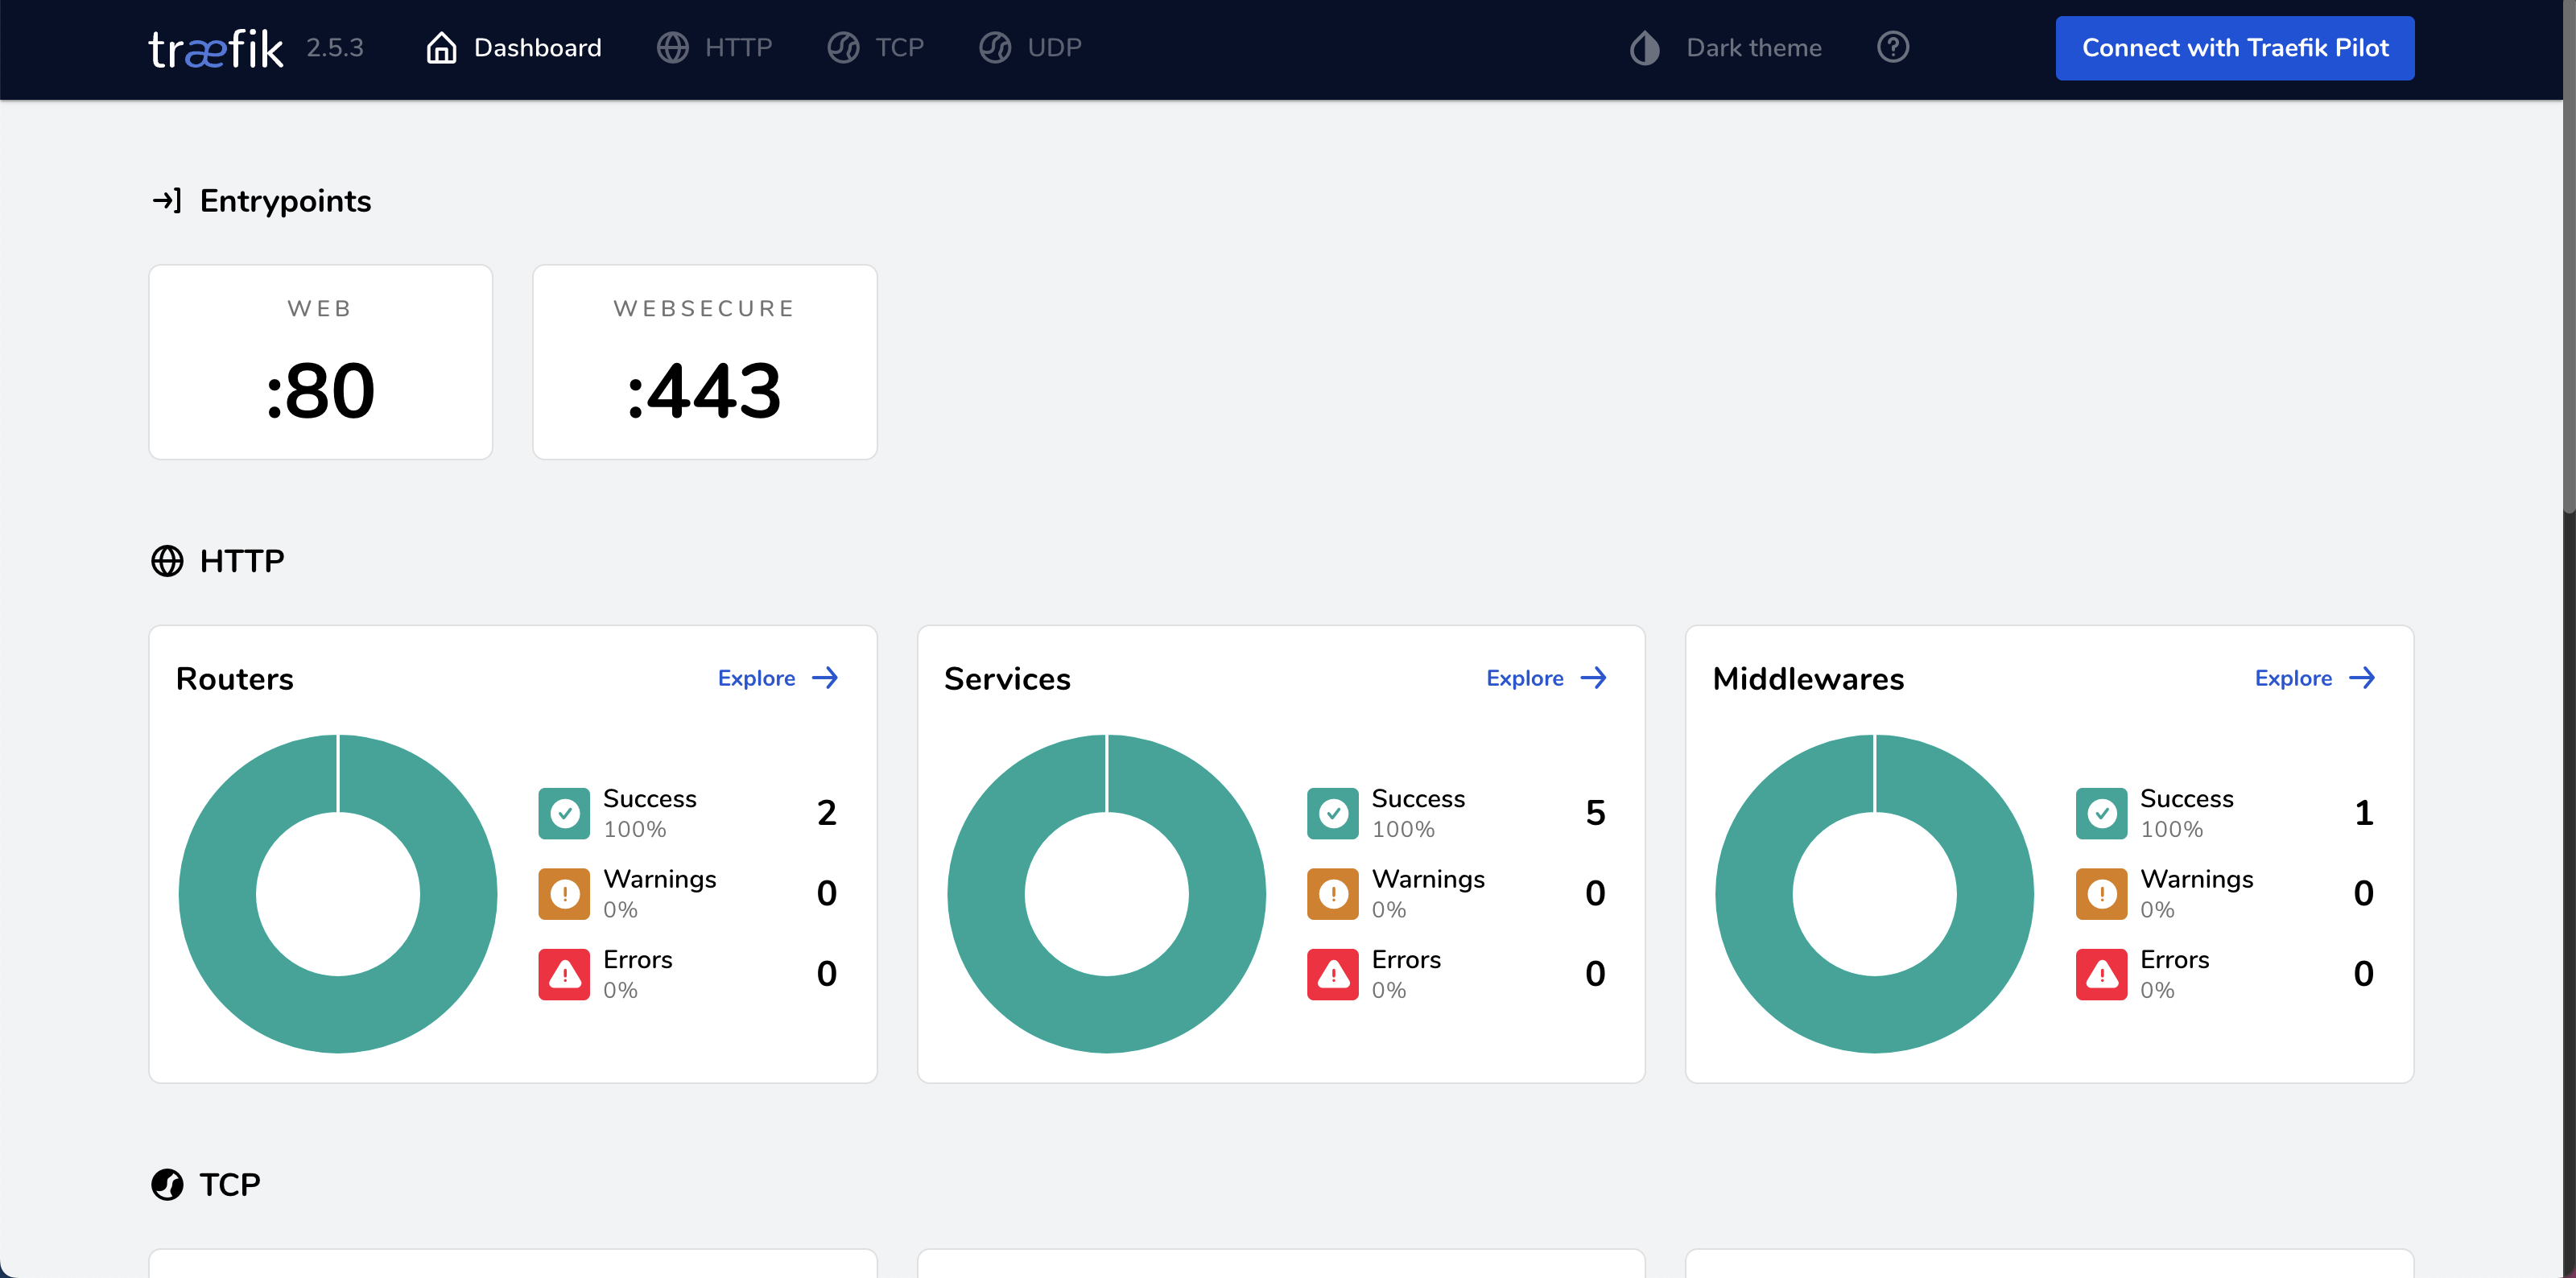 træfik 2.5.3 Dashboard HTTP TCP UDP Dark theme Connect with Traefik Pilot
Entrypoints
WEB
:80
WEBSECURE
:443
HTTP
Routers Explore
Success 2
100%
Warnings 0
0%
Errors 0
0%
Services Explore
Success 5
100%
Warnings 0
0%
Errors 0
0%
Middlewares Explore
Success 1
100%
Warnings 0
0%
Errors 0
0%
TCP